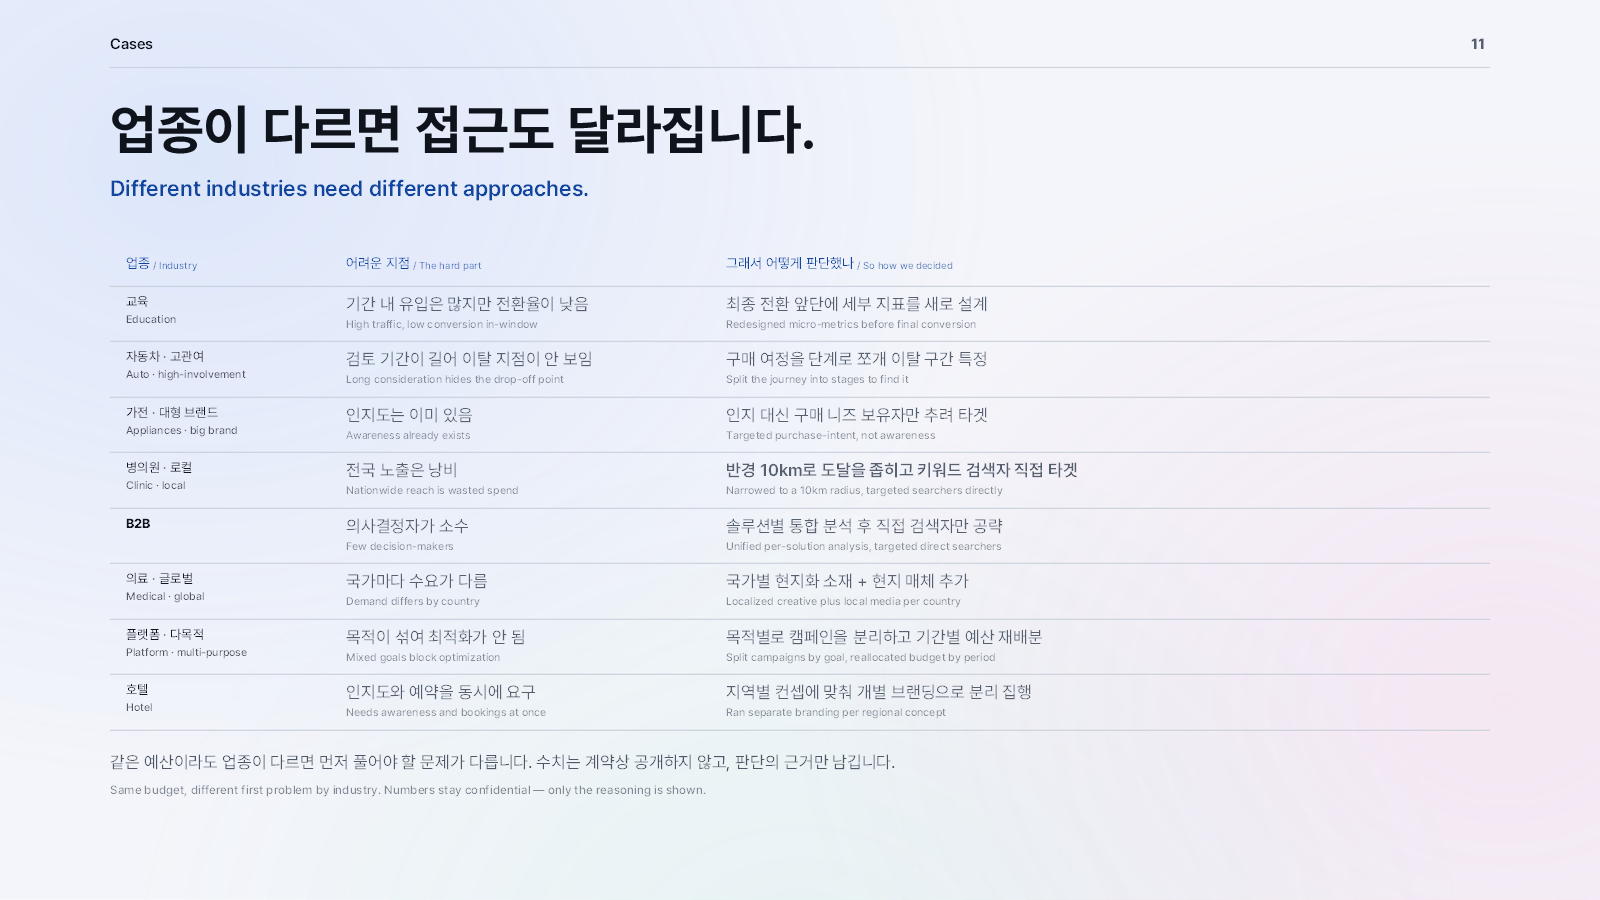 Cases
11
업종이 다르면 접근도 달라집니다.
Different industries need different approaches.
업종 / Industry
어려운 지점 / The hard part
그래서 어떻게 판단했나 / So how we decided
교육
Education
기간 내 유입은 많지만 전환율이 낮음
High traffic, low conversion in-window
최종 전환 앞단에 세부 지표를 새로 설계
Redesigned micro-metrics before final conversion
자동차 · 고관여
Auto · high-involvement
검토 기간이 길어 이탈 지점이 안 보임
Long consideration hides the drop-off point
구매 여정을 단계로 쪼개 이탈 구간 특정
Split the journey into stages to find it
가전 · 대형 브랜드
Appliances · big brand
인지도는 이미 있음
Awareness already exists
인지 대신 구매 니즈 보유자만 추려 타겟
Targeted purchase-intent, not awareness
병의원 · 로컬
Clinic · local
전국 노출은 낭비
Nationwide reach is wasted spend
반경 10km로 도달을 좁히고 키워드 검색자 직접 타겟
Narrowed to a 10km radius, targeted searchers directly
B2B
의사결정자가 소수
Few decision-makers
솔루션별 통합 분석 후 직접 검색자만 공략
Unified per-solution analysis, targeted direct searchers
의료 · 글로벌
Medical · global
국가마다 수요가 다름
Demand differs by country
국가별 현지화 소재 + 현지 매체 추가
Localized creative plus local media per country
플랫폼 · 다목적
Platform · multi-purpose
목적이 섞여 최적화가 안 됨
Mixed goals block optimization
목적별로 캠페인을 분리하고 기간별 예산 재배분
Split campaigns by goal, reallocated budget by period
호텔
Hotel
인지도와 예약을 동시에 요구
Needs awareness and bookings at once
지역별 컨셉에 맞춰 개별 브랜딩으로 분리 집행
Ran separate branding per regional concept
같은 예산이라도 업종이 다르면 먼저 풀어야 할 문제가 다릅니다. 수치는 계약상 공개하지 않고, 판단의 근거만 남깁니다.
Same budget, different first problem by industry. Numbers stay confidential — only the reasoning is shown.